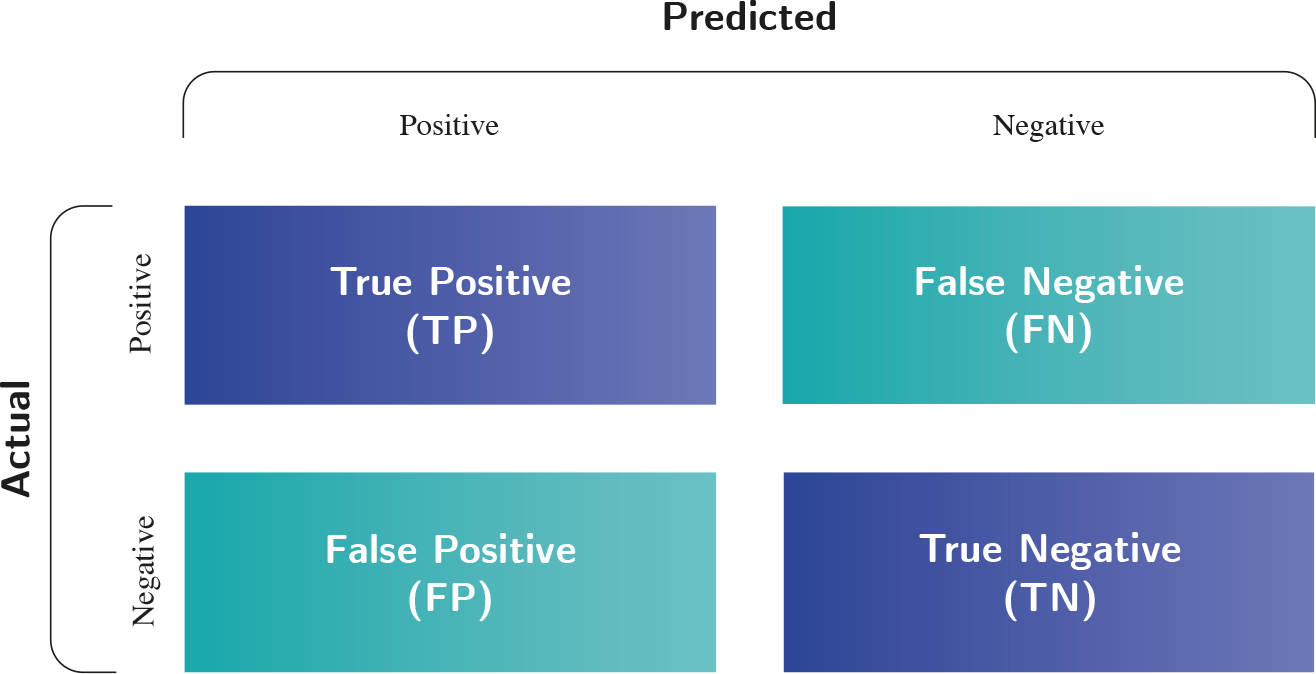 Predicted
Positive
Negative
Actual
Positive
True Positive
(TP)
False Negative
(FN)
Negative
False Positive
(FP)
True Negative
(TN)